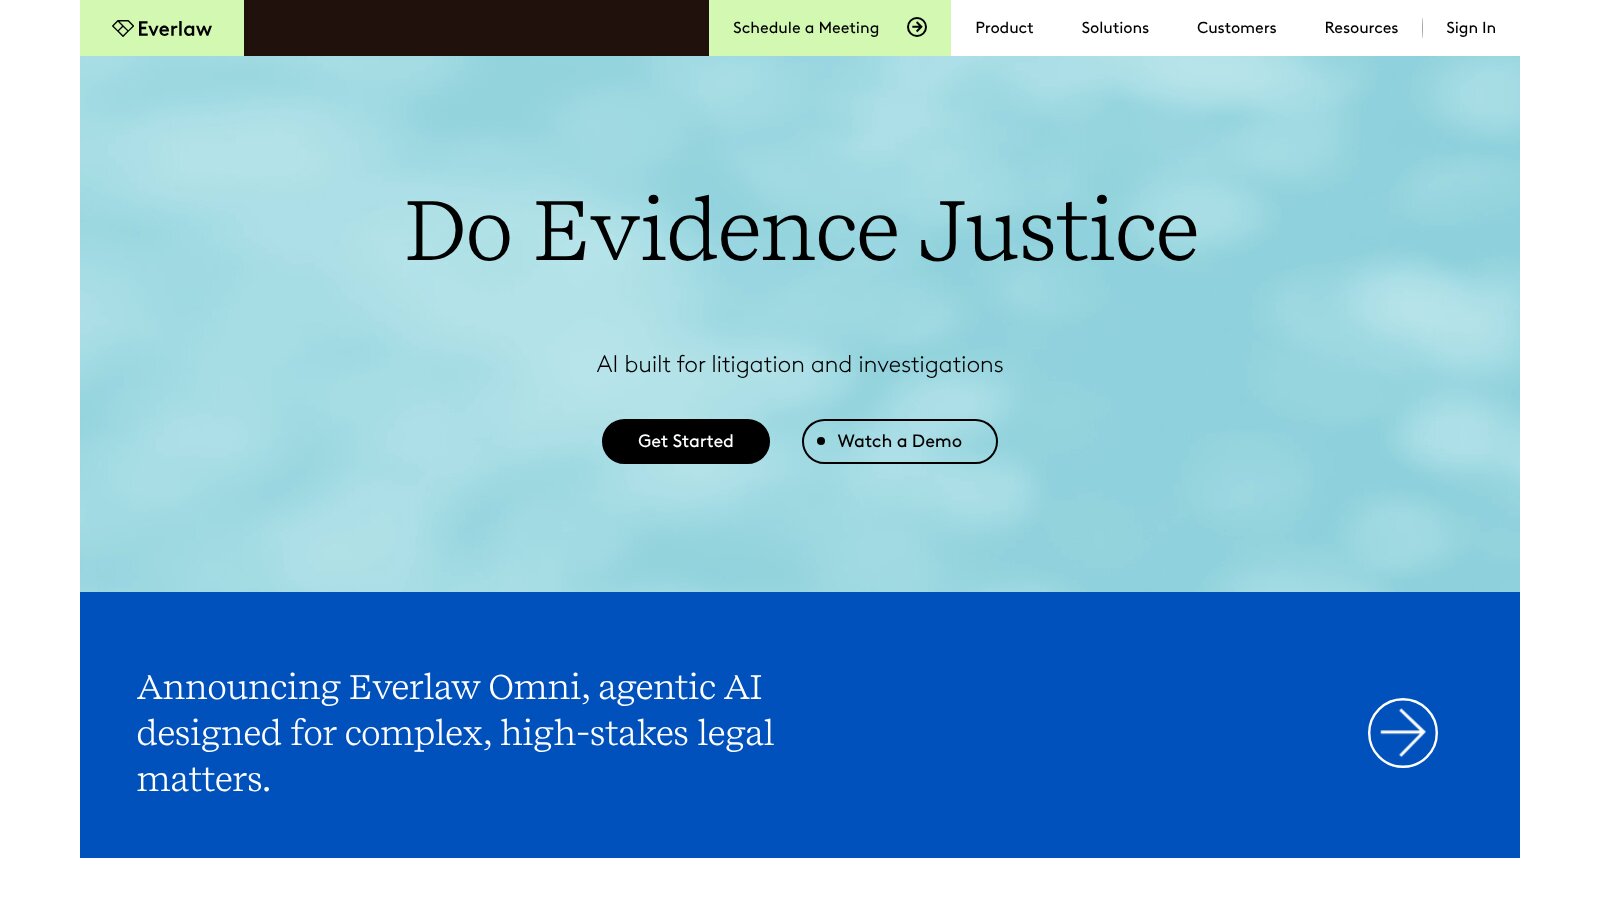 Everlaw
Schedule a Meeting
Product
Solutions
Customers
Resources
Sign In
Do Evidence Justice
AI built for litigation and investigations
Get Started
Watch a Demo
Announcing Everlaw Omni, agentic AI
designed for complex, high-stakes legal
matters.